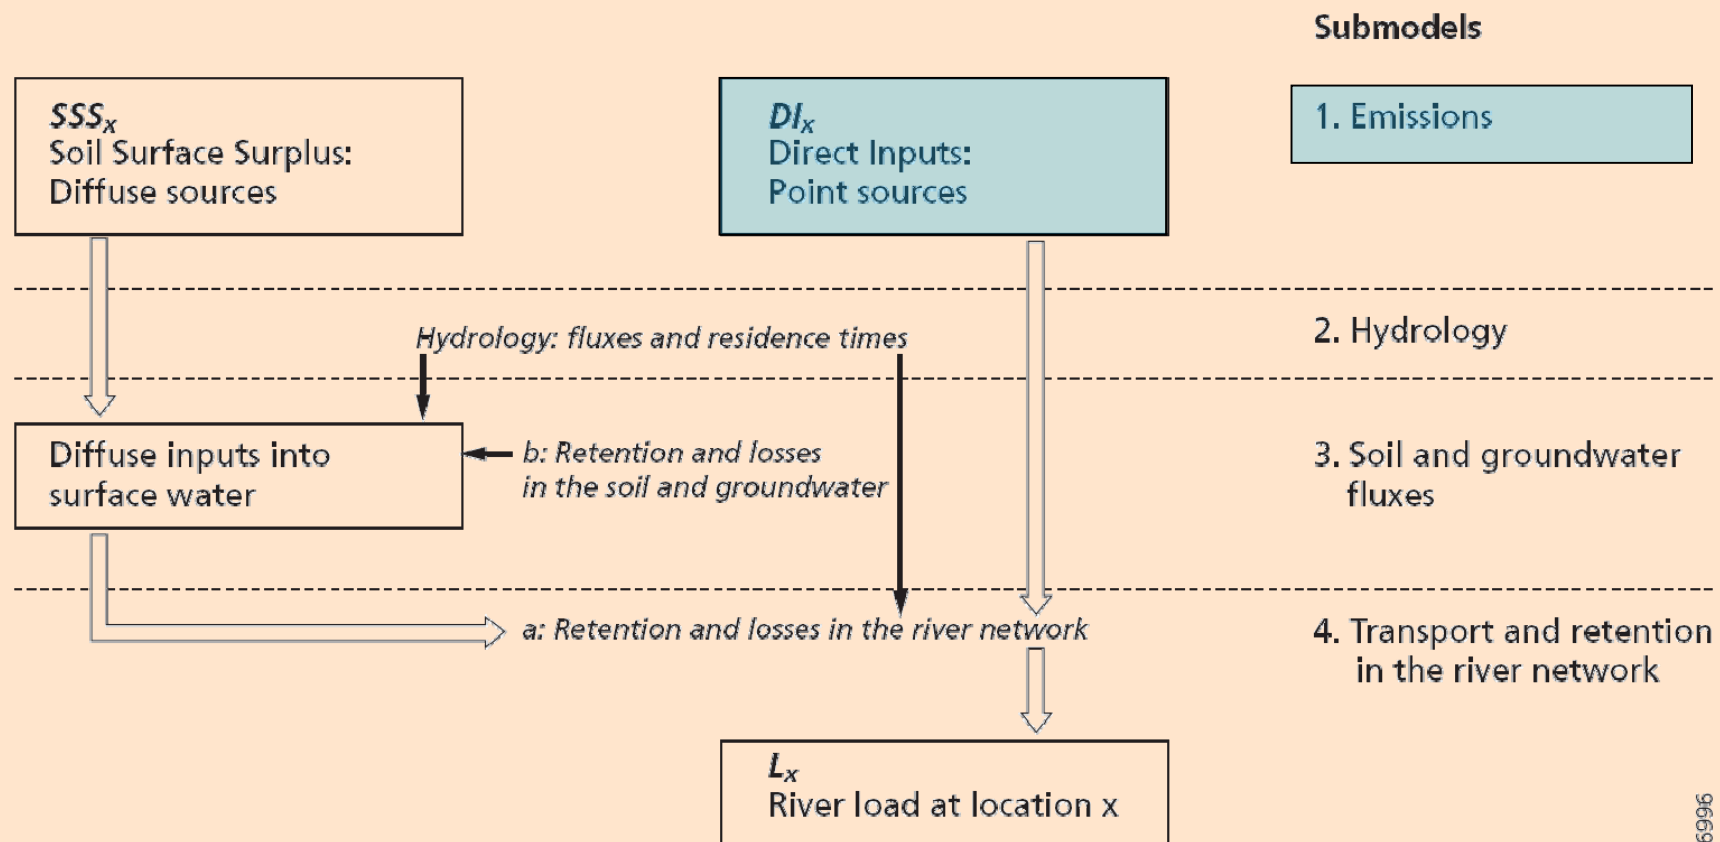 Submodels
SSSx
Soil Surface Surplus:
Diffuse sources
DIx
Direct Inputs:
Point sources
1. Emissions
Hydrology: fluxes and residence times
2. Hydrology
Diffuse inputs into
surface water
b: Retention and losses
in the soil and groundwater
3. Soil and groundwater
fluxes
a: Retention and losses in the river network
4. Transport and retention
in the river network
Lx
River load at location x
6996